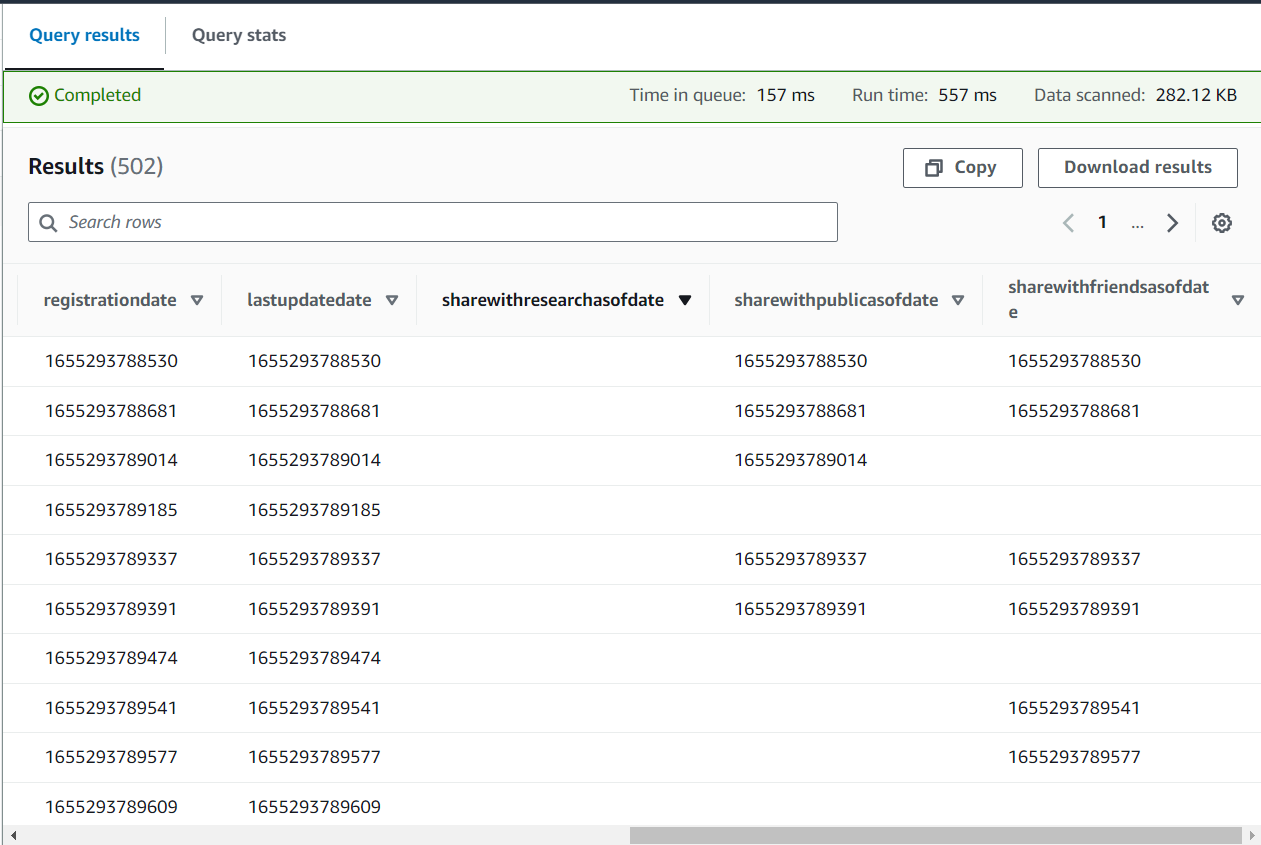 Query results Query stats
Completed Time in queue: 157 ms Run time: 557 ms Data scanned: 282.12 KB
Results (502) Copy Download results
Search rows 1 ...
registrationdate lastupdatedate sharewithresearchasofdate sharewithpublicasofdate sharewithfriendsasofdat
e
1655293788530 1655293788530 1655293788530 1655293788530
1655293788681 1655293788681 1655293788681 1655293788681
1655293789014 1655293789014 1655293789014
1655293789185 1655293789185
1655293789337 1655293789337 1655293789337 1655293789337
1655293789391 1655293789391 1655293789391 1655293789391
1655293789474 1655293789474
1655293789541 1655293789541 1655293789541
1655293789577 1655293789577 1655293789577
1655293789609 1655293789609